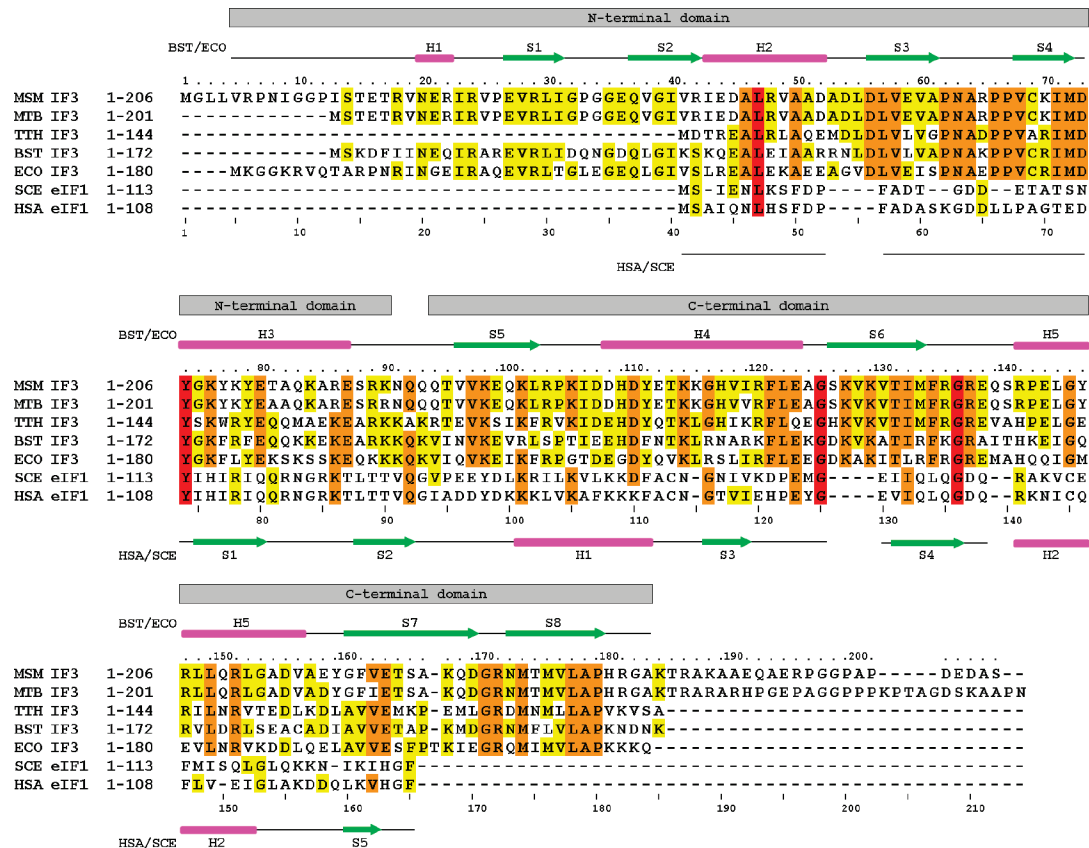 N-terminal domain
BST/ECO H1 S1 S2 H2 S3 S4
1 . . . 10 . 20 . 30 . 40 . 50 . 60 . 70 .
MSM IF3 1-206 MGLLVRPNIGGPISTETRVNERIRVPEVRLIGPGGEQVGIVRIEDALRVAADADLDLVEVAPNARPPVCKIMD
MTB IF3 1-201 ------------MSTETRVNERIRVPEVRLIGPGGEQVGIVRIEDALRVAADADLDLVEVAPNARPPVCKIMD
TTH IF3 1-144 ----------------------------------------MDTREALRLAQEMDLDLVLVGPNADPPVARIMD
BST IF3 1-172 ------------MSKDFIINEQIRAREVRLIDQNGDQLGIKSKQEALEIAARRNLDLVLVAPNAKPPVCRIMD
ECO IF3 1-180 ----MKGGKRVQTARPNRINGEIRAQEVRLTGLEGEQLGIVSLREALEKAEEAGVDLVEISPNAEPPVCRIMD
SCE eIF1 1-113 ----------------------------------------MS-IENLKSFDP----FADT--GDD--ETATSN
HSA eIF1 1-108 ----------------------------------------MSAIQNLHSFDP----FADASKGDDLLPAGTED
1 10 20 30 40 50 60 70
HSA/SCE
N-terminal domain C-terminal domain
BST/ECO H3 S5 H4 S6 H5
. 80 . 90 . .100 . .110 . .120 . .130 . .140 .
MSM IF3 1-206 YGKYKYETAQKARESRKNQQQTVVKEQKLRPKIDDHDYETKKGHVIRFLEAGSKVKVTIMFRGREQSRPELGY
MTB IF3 1-201 YGKYKYEAAQKARESRRNQQQTVVKEQKLRPKIDDHDYETKKGHVVRFLEAGSKVKVTIMFRGREQSRPELGY
TTH IF3 1-144 YSKWRYEQQMAEKEARKKAKRTEVKSIKFRVKIDEHDYQTKLGHIKRFLQEGHKVKVTIMFRGREVAHPELGE
BST IF3 1-172 YGKFRFEQQKKEKEARKKQKVINVKEVRLSPTIEEHDFNTKLRNARKFLEKGDKVKATIRFKGRAITHKEIGQ
ECO IF3 1-180 YGKFLYEKSKSSKEQKKKQKVIQVKEIKFRPGTDEGDYQVKLRSLIRFLEEGDKAKITLRFRGREMAHQQIGM
SCE eIF1 1-113 YIHIRIQQRNGRKTLTTVQGVPEEYDLKRILKVLKKDFACN-GNIVKDPEMG----EIIQLQGDQ--RAKVCE
HSA eIF1 1-108 YIHIRIQQRNGRKTLTTVQGIADDYDKKKLVKAFKKKFACN-GTVIEHPEYG----EVIQLQGDQ--RKNICQ
80 90 100 110 120 130 140
HSA/SCE S1 S2 H1 S3 S4 H2
C-terminal domain
BST/ECO H5 S7 S8
.150 . .160 . .170 . .180 . .190 . .200 .
MSM IF3 1-206 RLLQRLGADVAEYGFVETSA-KQDGRNMTMVLAPHRGAKTRAKAAEQAERPGGPAP-----DEDAS--
MTB IF3 1-201 RLLQRLGADVADYGFIETSA-KQDGRNMTMVLAPHRGAKTRARARHPGEPAGGPPPKPTAGDSKAAPN
TTH IF3 1-144 RILNRVTEDLKDLAVVEMKP-EMLGRDMNMLLAPVKVSA-----------------------------
BST IF3 1-172 RVLDRLSEACADIAVVETAP-KMDGRNMFLVLAPKNDNK-----------------------------
ECO IF3 1-180 EVLNRVKDDLQELAVVESFPTKIEGRQMIMVLAPKKKQ------------------------------
SCE eIF1 1-113 FMISQLGLQKKN-IKIHGF-------------------------------------------------
HSA eIF1 1-108 FLV-EIGLAKDDQLKVHGF-------------------------------------------------
150 160 170 180 190 200 210
HSA/SCE H2 S5